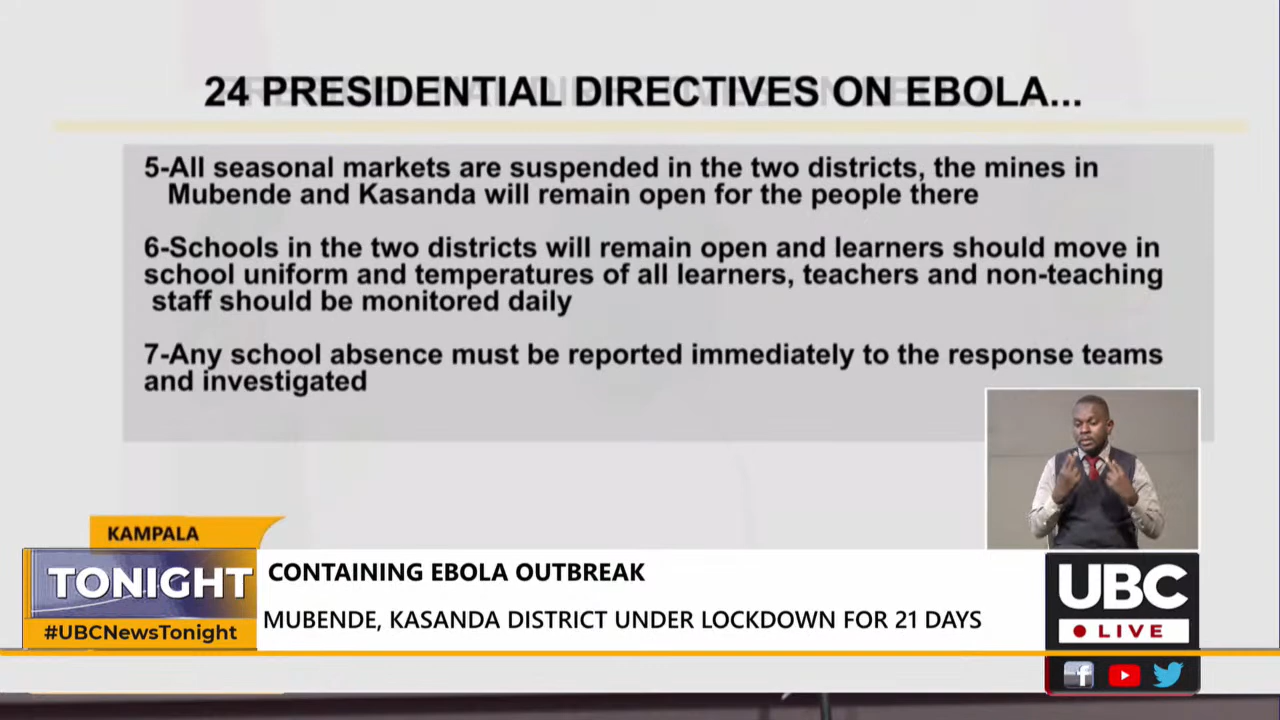 24 PRESIDENTIAL DIRECTIVES ON EBOLA...
5-All seasonal markets are suspended in the two districts, the mines in
Mubende and Kasanda will remain open for the people there
6-Schools in the two districts will remain open and learners should move in
school uniform and temperatures of all learners, teachers and non-teaching
staff should be monitored daily
7-Any school absence must be reported immediately to the response teams
and investigated
KAMPALA
TONIGHT
CONTAINING EBOLA OUTBREAK
#UBCNewsTonight
MUBENDE, KASANDA DISTRICT UNDER LOCKDOWN FOR 21 DAYS
UBC
LIVE